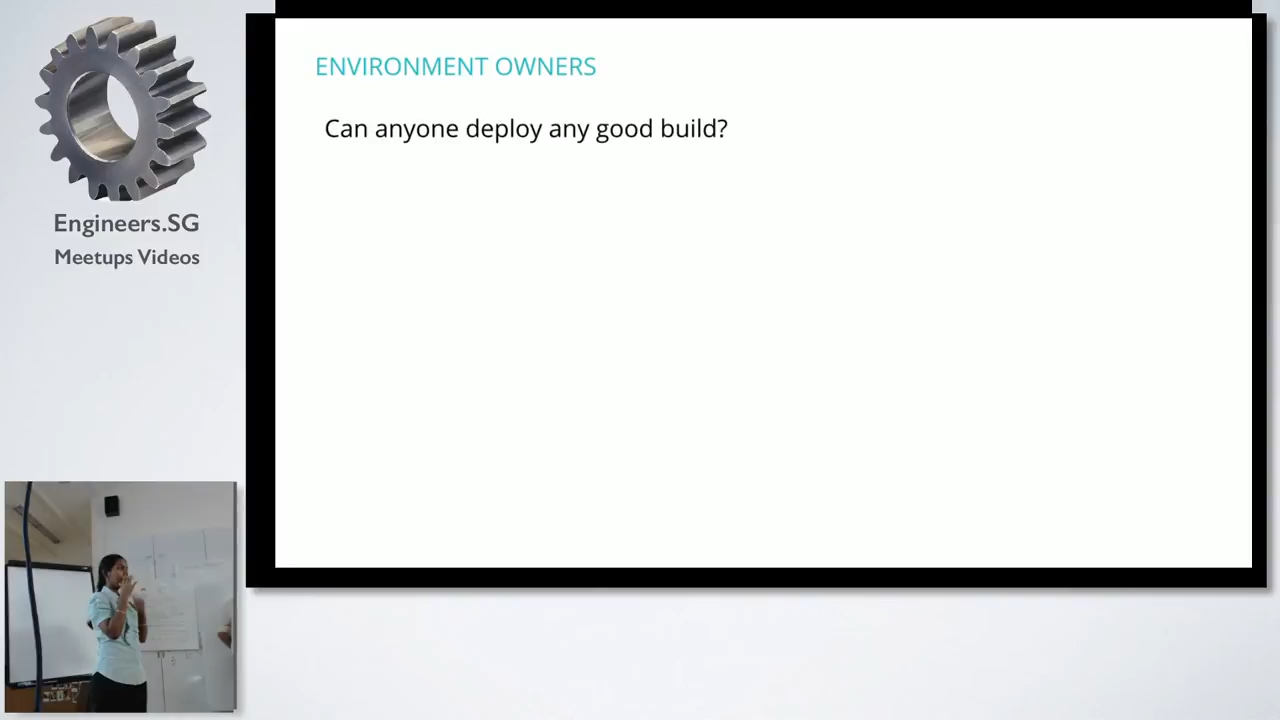 ENVIRONMENT OWNERS
Can anyone deploy any good build?
Engineers.SG
Meetups Videos